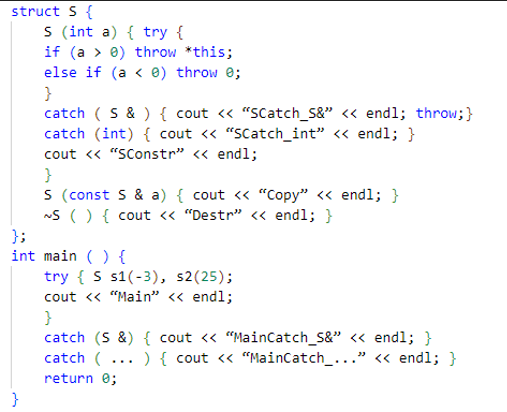 struct S {
S (int a) { try {
if (a > 0) throw *this;
else if (a < 0) throw 0;
}
catch ( S & ) { cout << “SCatch_S&” << endl; throw;}
catch (int) { cout << “SCatch_int” << endl; }
cout << “SConstr” << endl;
}
S (const S & a) { cout << “Copy” << endl; }
~S ( ) { cout << “Destr” << endl; }
};
int main ( ) {
try { S s1(-3), s2(25);
cout << “Main” << endl;
}
catch (S &) { cout << “MainCatch_S&” << endl; }
catch ( ... ) { cout << “MainCatch_...” << endl; }
return 0;
}